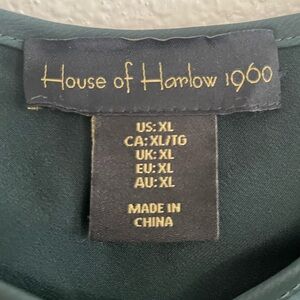 House of Harlow 1960
US: XL
CA: XL/TG
UK: XL
EU: XL
AU: XL
MADE IN
CHINA